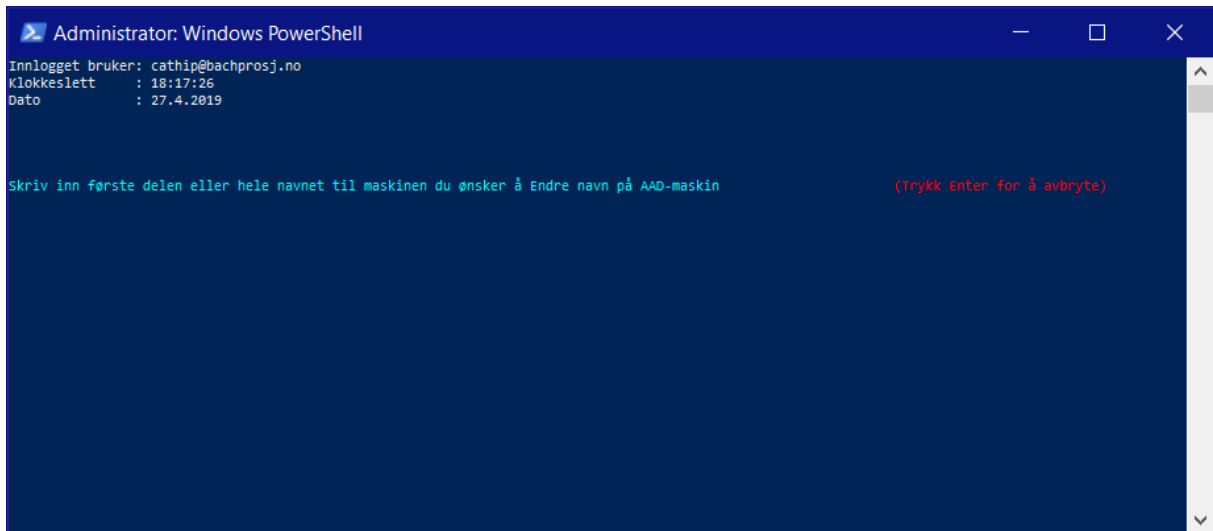 Administrator: Windows PowerShell
Innlogget bruker: cathip@bachprosj.no
Klokkeslett : 18:17:26
Dato : 27.4.2019
Skriv inn første delen eller hele navnet til maskinen du ønsker å Endre navn på AAD-maskin (Trykk Enter for å avbryte)